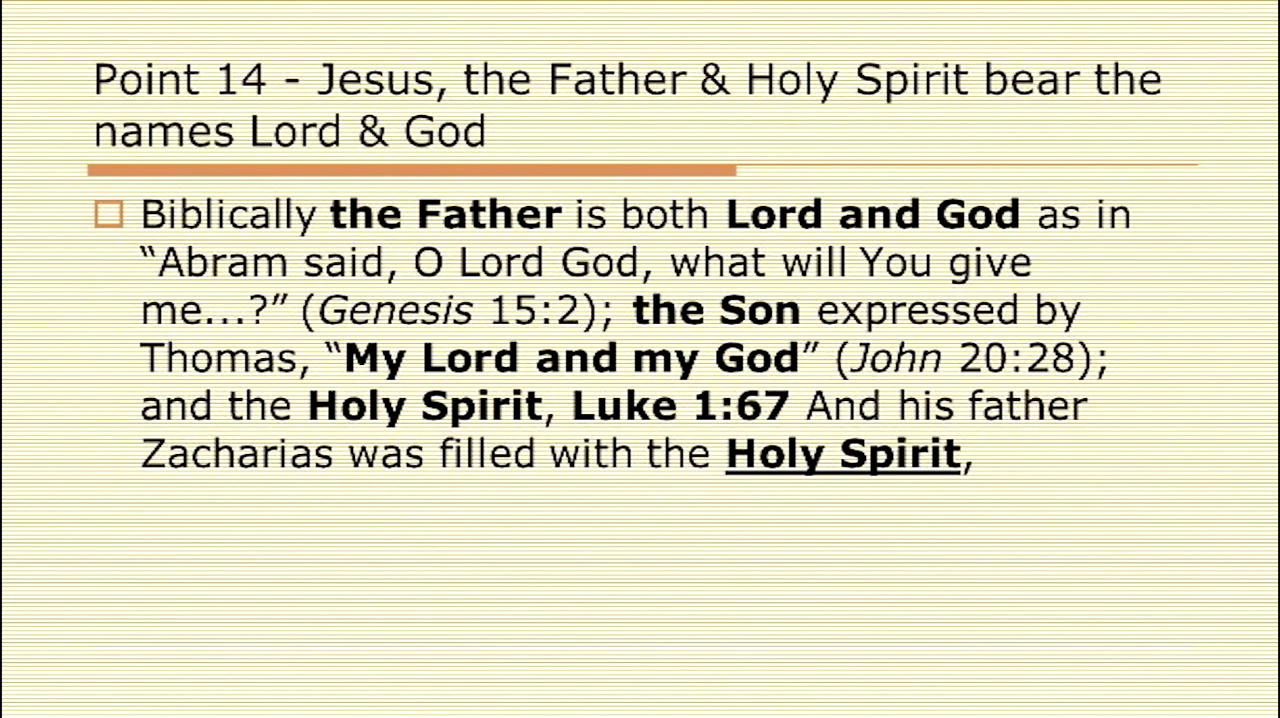 Point 14 - Jesus, the Father & Holy Spirit bear the
names Lord & God
Biblically the Father is both Lord and God as in
“Abram said, O Lord God, what will You give
me...?” (Genesis 15:2); the Son expressed by
Thomas, “My Lord and my God” (John 20:28);
and the Holy Spirit, Luke 1:67 And his father
Zacharias was filled with the Holy Spirit,